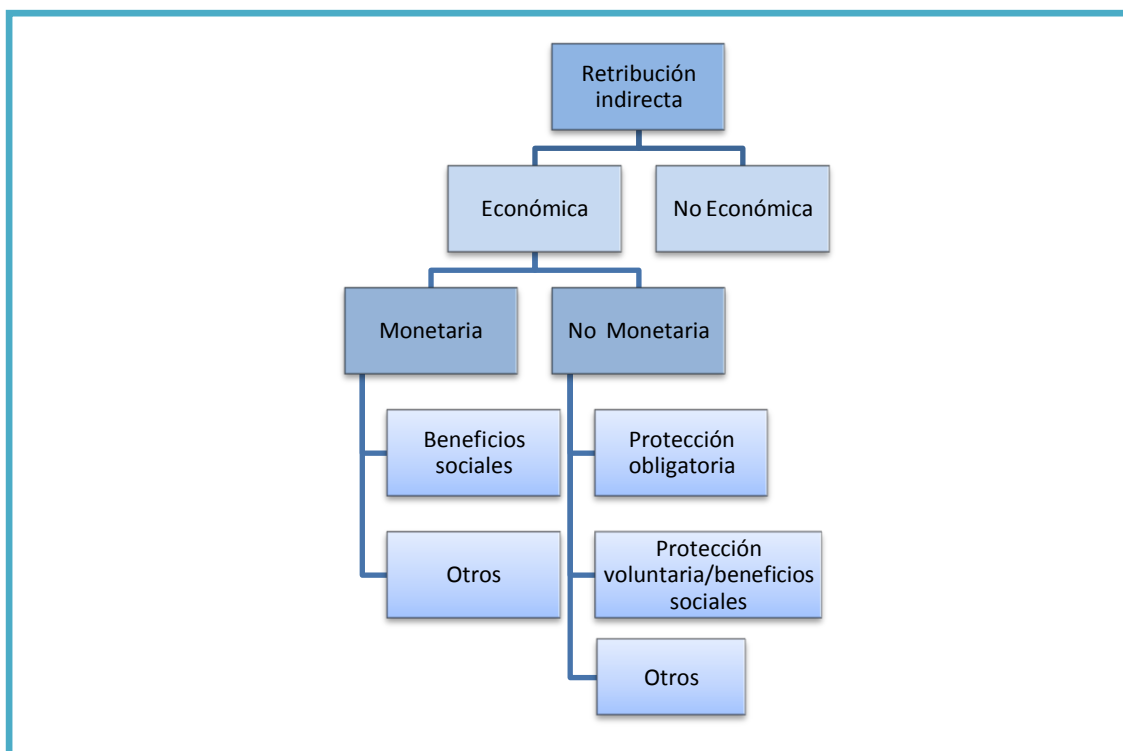 Retribución
indirecta
Económica
No Económica
Monetaria
No Monetaria
Beneficios
sociales
Protección
obligatoria
Otros
Protección
voluntaria/beneficios
sociales
Otros